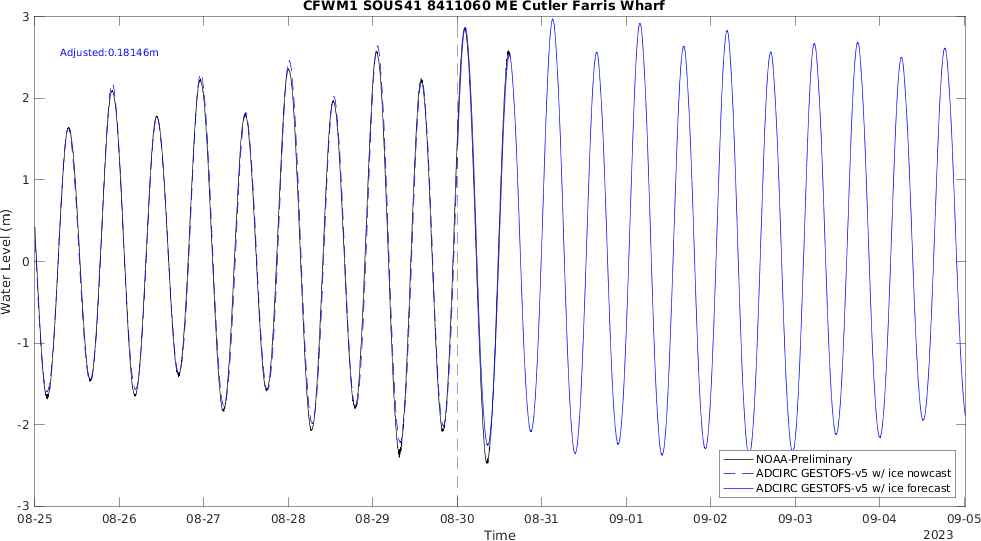 CFWM1 SOUS41 8411060 ME Cutler Farris Wharf
Adjusted:0.18146m
3
2
1
0
-1
-2
-3
Water Level (m)
NOAA-Preliminary
ADCIRC GESTOFS-v5 w/ ice nowcast
ADCIRC GESTOFS-v5 w/ ice forecast
08-25 08-26 08-27 08-28 08-29 08-30 08-31 09-01 09-02 09-03 09-04 09-05
Time
2023